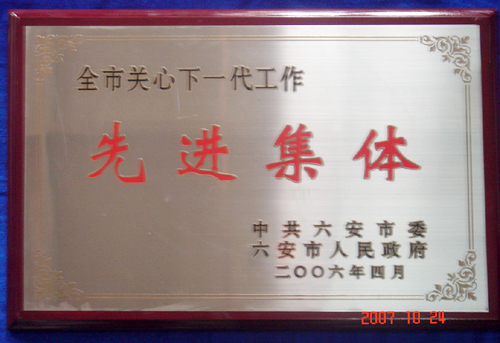 全市关心下一代工作
先进集体
中共六安市委
六安市人民政府
二〇〇六年四月
2007 10 24